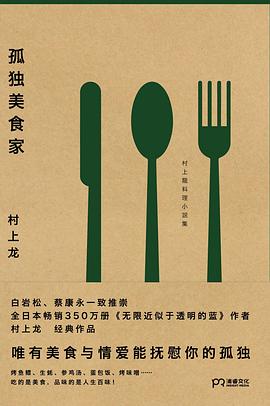 孤独美食家
村上龙
村上龍料理小說集
白岩松、蔡康永一致推崇
全日本畅销350万册《无限近似于透明的蓝》作者
村上龙 经典作品
唯有美食与情爱能抚慰你的孤独
烤鱼鳔、生蚝、参鸡汤、蛋包饭、烤味噌……
吃的是美食，品味的是人生百味！
浦睿文化
INSIGHT MEDIA